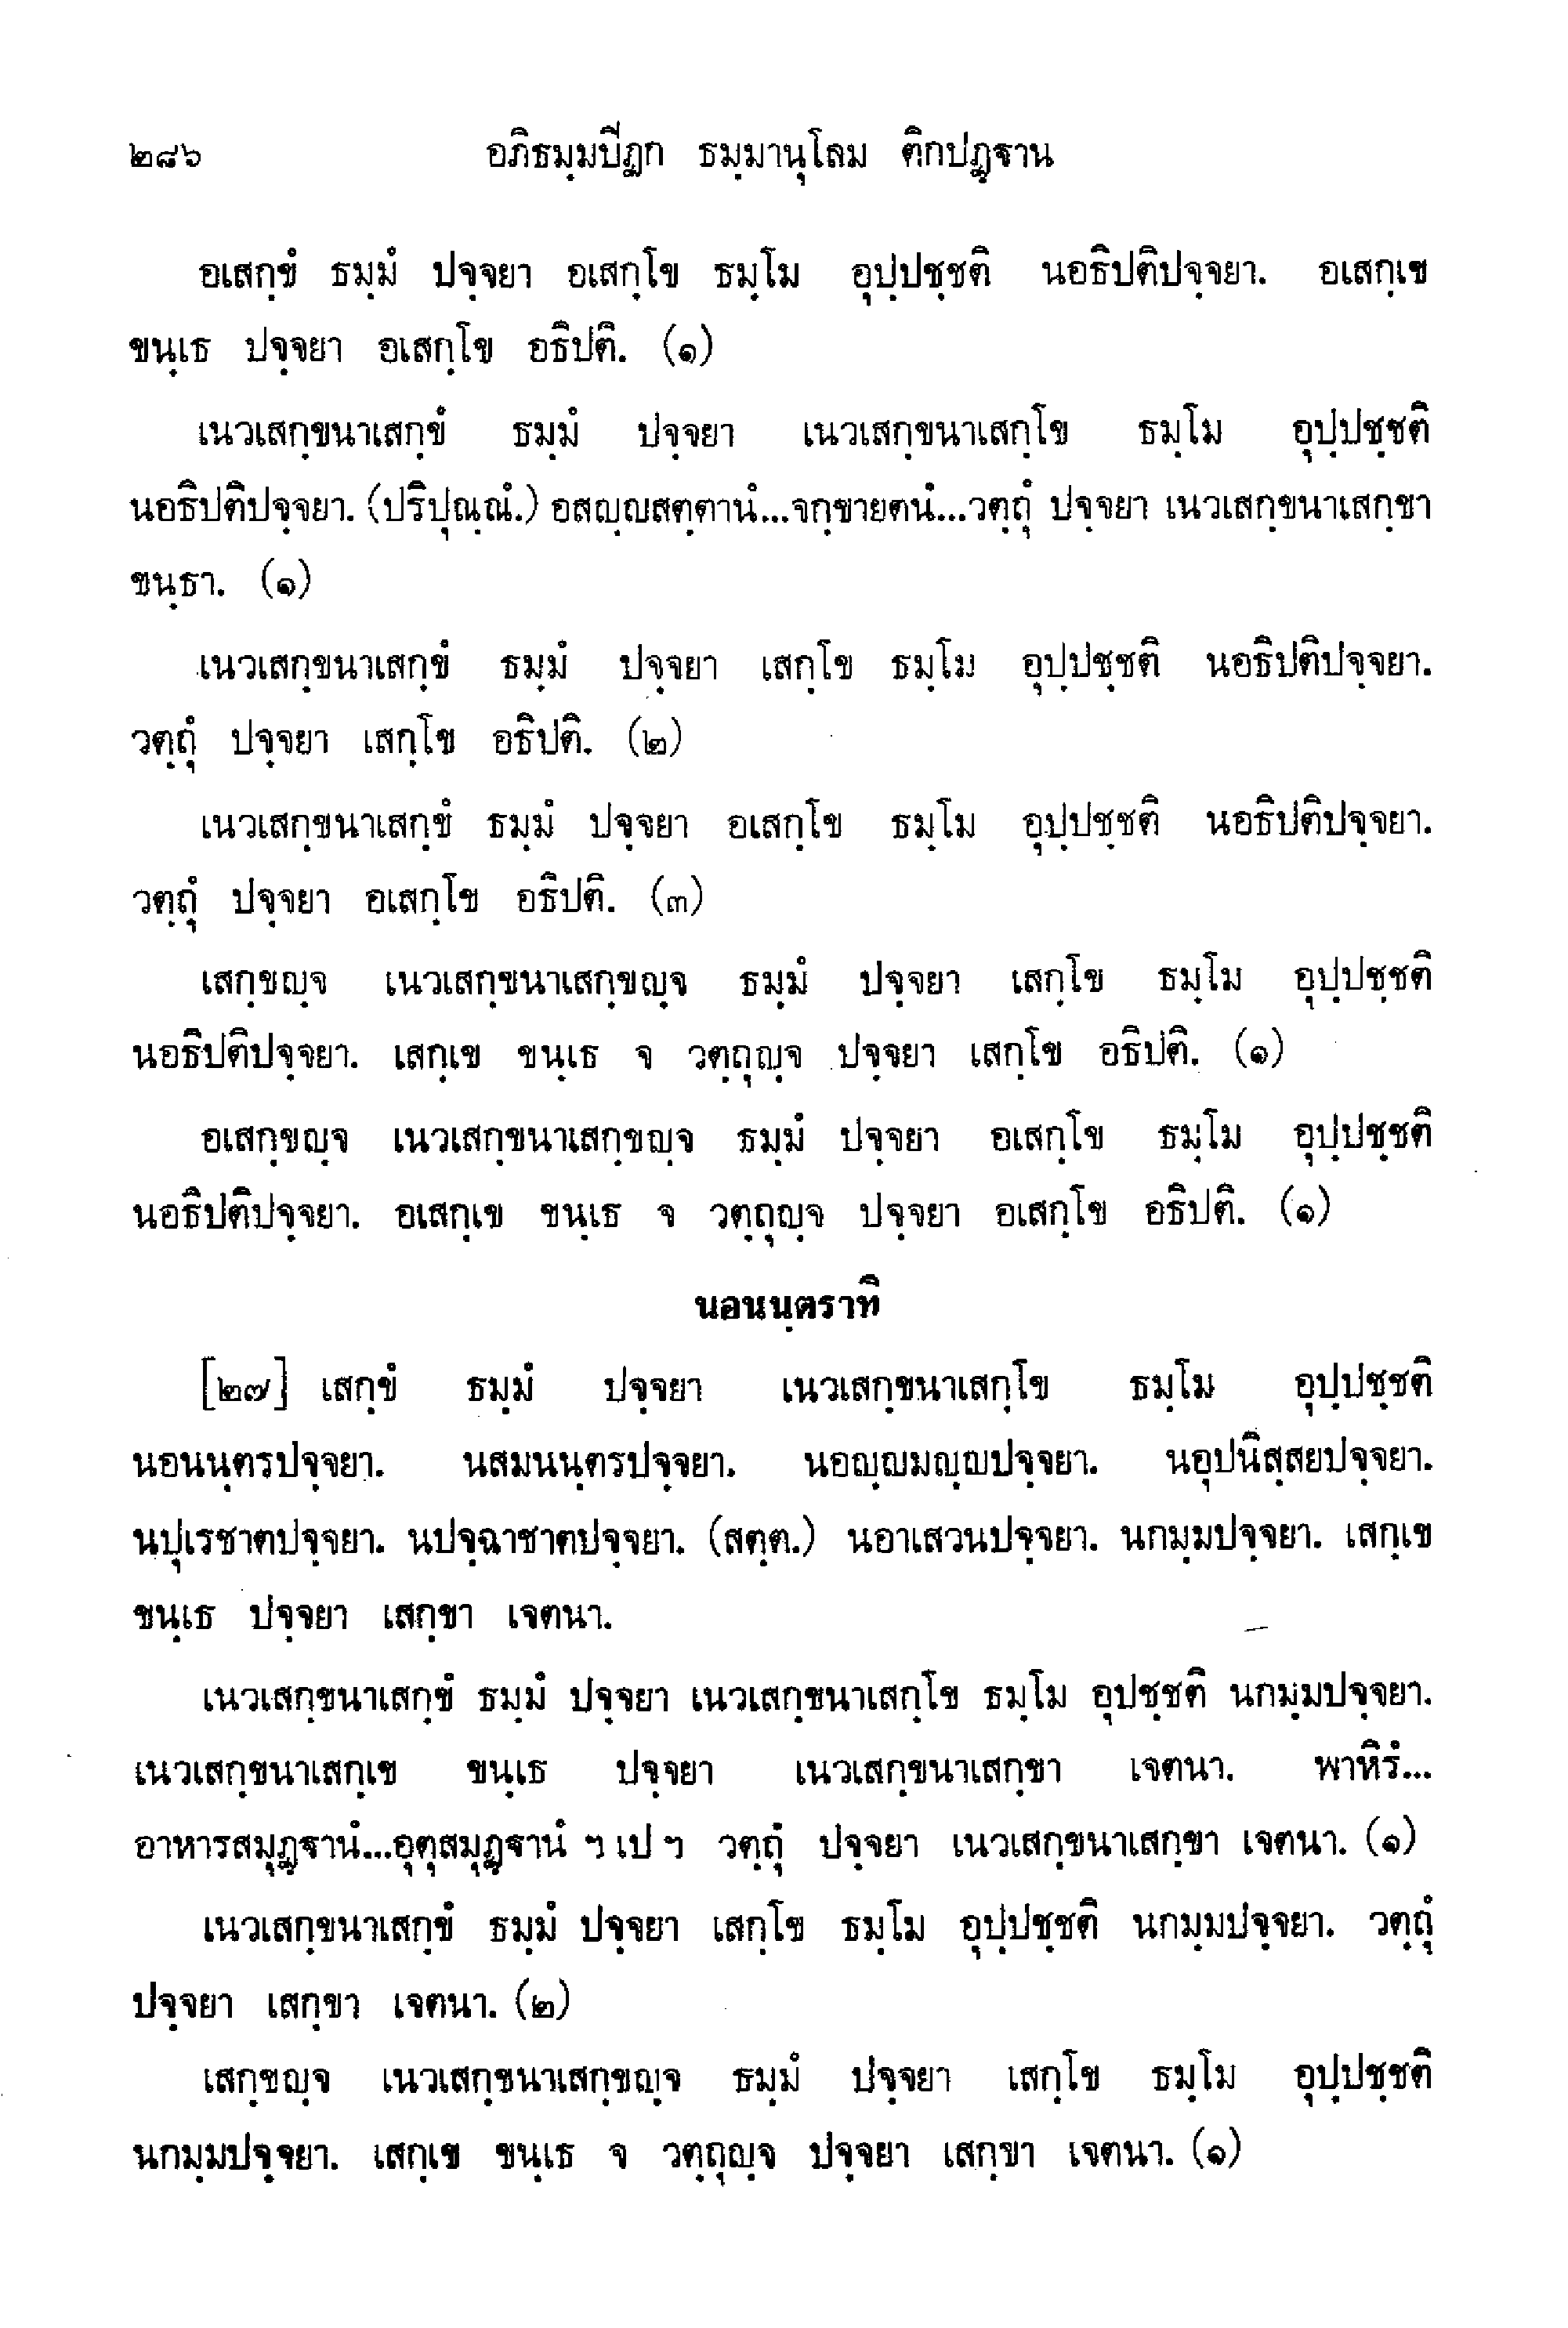 ๒๘๖ อภิธมฺมปีฏก ธมฺมานุโลม ติกปฏฺฐาน
อเสกฺขํ ธมฺมํ ปจฺจยา อเสกฺโข ธมฺโม อุปฺปชฺชติ นอธิปติปจฺจยา. อเสกฺเข
ขนฺเธ ปจฺจยา อเสกฺโข อธิปติ. (๑)
เนวเสกฺขนาเสกฺขํ ธมฺมํ ปจฺจยา เนวเสกฺขนาเสกฺโข ธมฺโม อุปฺปชฺชติ
นอธิปติปจฺจยา. (ปริปุณฺณํ.) อสญฺญสตฺตานํ...จกฺขายตนํ...วตฺถุํ ปจฺจยา เนวเสกฺขนาเสกฺขา
ขนฺธา. (๑)
เนวเสกฺขนาเสกฺขํ ธมฺมํ ปจฺจยา เสกฺโข ธมฺโม อุปฺปชฺชติ นอธิปติปจฺจยา.
วตฺถุํ ปจฺจยา เสกฺโข อธิปติ. (๒)
เนวเสกฺขนาเสกฺขํ ธมฺมํ ปจฺจยา อเสกฺโข ธมฺโม อุปฺปชฺชติ นอธิปติปจฺจยา.
วตฺถุํ ปจฺจยา อเสกฺโข อธิปติ. (๓)
เสกฺขญฺจ เนวเสกฺขนาเสกฺขญฺจ ธมฺมํ ปจฺจยา เสกฺโข ธมฺโม อุปฺปชฺชติ
นอธิปติปจฺจยา. เสกฺเข ขนฺเธ จ วตฺถุญฺจ ปจฺจยา เสกฺโข อธิปติ. (๑)
อเสกฺขญฺจ เนวเสกฺขนาเสกฺขญฺจ ธมฺมํ ปจฺจยา อเสกฺโข ธมฺโม อุปฺปชฺชติ
นอธิปติปจฺจยา. อเสกฺเข ขนฺเธ จ วตฺถุญฺจ ปจฺจยา อเสกฺโข อธิปติ. (๑)
นอนนฺตราทิ
[๒๗] เสกฺขํ ธมฺมํ ปจฺจยา เนวเสกฺขนาเสกฺโข ธมฺโม อุปฺปชฺชติ
นอนนฺตรปจฺจยา. นสมนนฺตรปจฺจยา. นอญฺญมญฺญปจฺจยา. นอุปนิสฺสยปจฺจยา.
นปุเรชาตปจฺจยา. นปจฺฉาชาตปจฺจยา. (สตฺต.) นอาเสวนปจฺจยา. นกมฺมปจฺจยา. เสกฺเข
ขนฺเธ ปจฺจยา เสกฺขา เจตนา.
เนวเสกฺขนาเสกฺขํ ธมฺมํ ปจฺจยา เนวเสกฺขนาเสกฺโข ธมฺโม อุปชฺชติ นกมฺมปจฺจยา.
เนวเสกฺขนาเสกฺเข ขนฺเธ ปจฺจยา เนวเสกฺขนาเสกฺขา เจตนา. พาหิรํ...
อาหารสมุฏฺฐานํ...อุตุสมุฏฺฐานํ ฯ เป ฯ วตฺถุํ ปจฺจยา เนวเสกฺขนาเสกฺขา เจตนา. (๑)
เนวเสกฺขนาเสกฺขํ ธมฺมํ ปจฺจยา เสกฺโข ธมฺโม อุปฺปชฺชติ นกมฺมปจฺจยา. วตฺถุํ
ปจฺจยา เสกฺขา เจตนา. (๒)
เสกฺขญฺจ เนวเสกฺขนาเสกฺขญฺจ ธมฺมํ ปจฺจยา เสกฺโข ธมฺโม อุปฺปชฺชติ
นกมฺมปจฺจยา. เสกฺเข ขนฺเธ จ วตฺถุญฺจ ปจฺจยา เสกฺขา เจตนา. (๑)